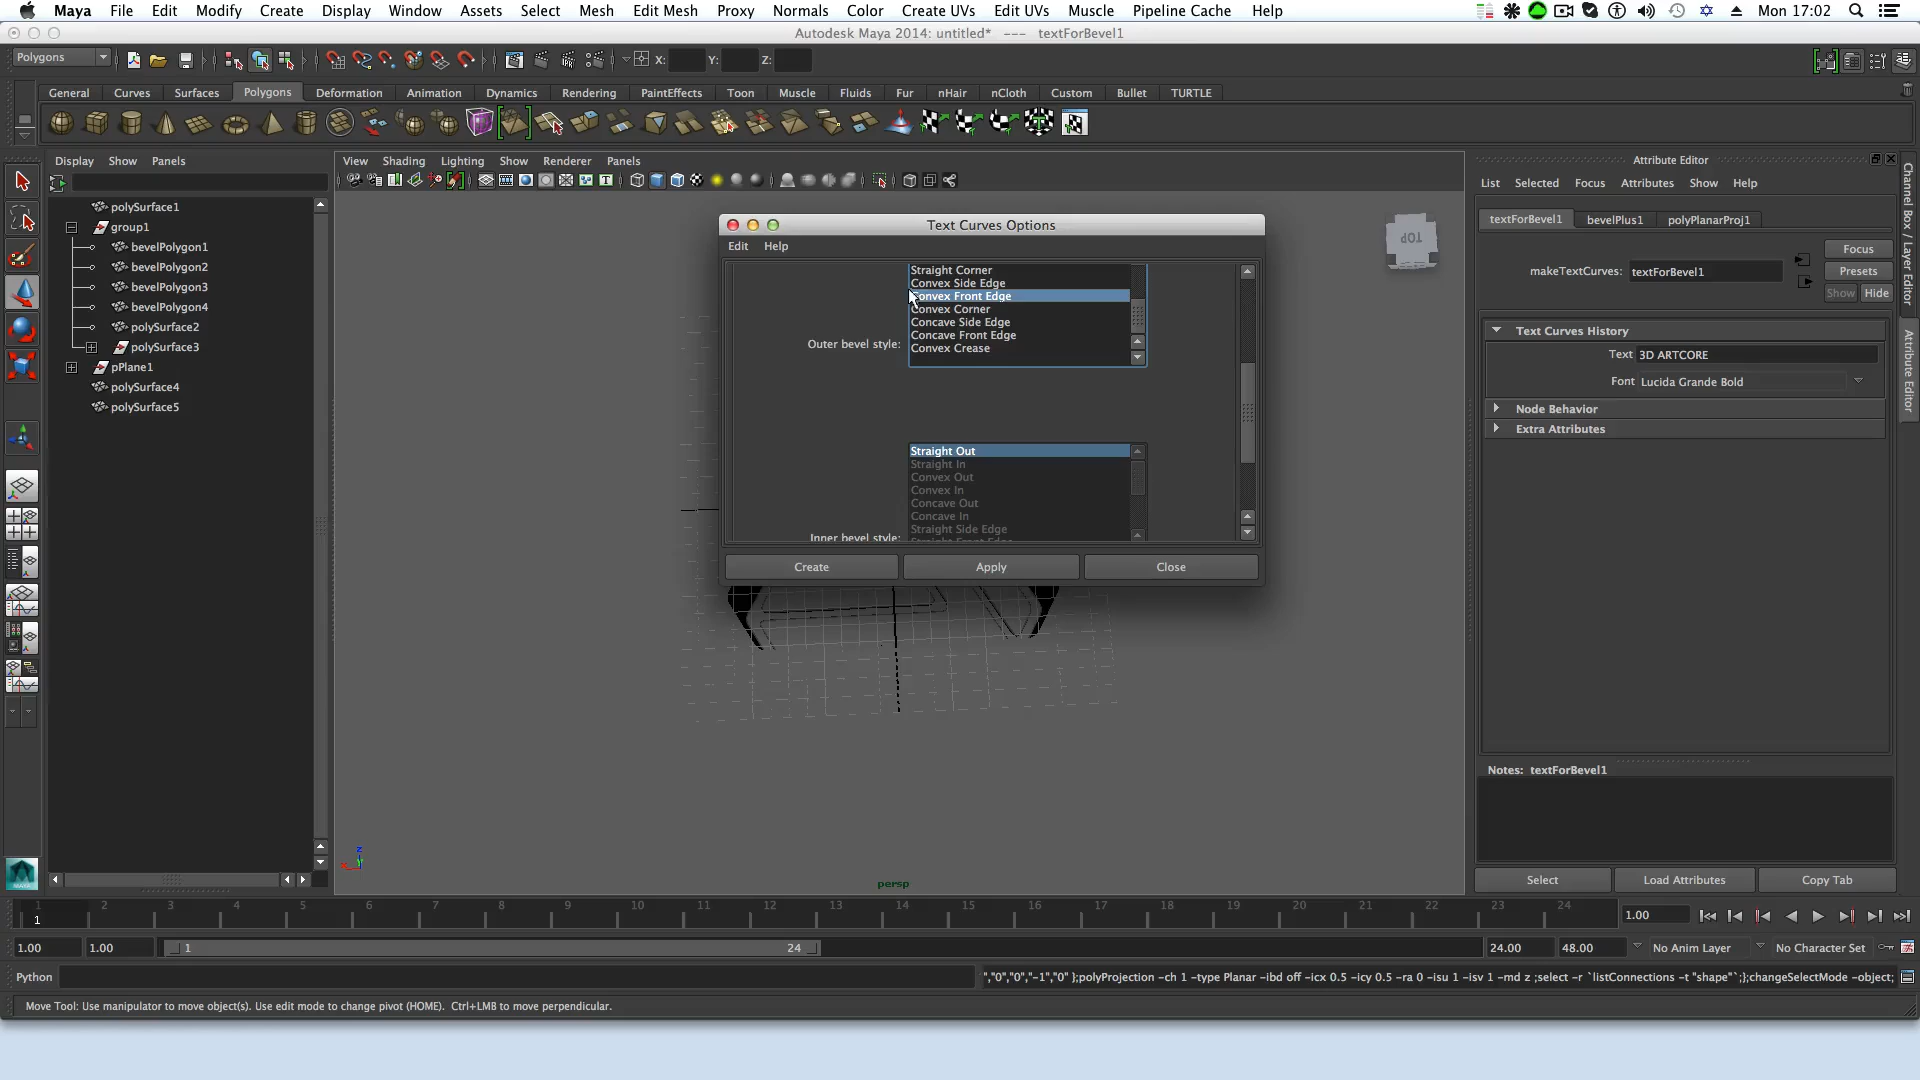 Maya File Edit Modify Create Display Window Assets Select Mesh Edit Mesh Proxy Normals Color Create UVs Edit UVs Muscle Pipeline Cache Help Mon 17:02
Autodesk Maya 2014: untitled* --- textForBevel1
Polygons X: Y: Z:
General Curves Surfaces Polygons Deformation Animation Dynamics Rendering PaintEffects Toon Muscle Fluids Fur nHair nCloth Custom Bullet TURTLE
Display Show Panels
polySurface1
group1
bevelPolygon1
bevelPolygon2
bevelPolygon3
bevelPolygon4
polySurface2
polySurface3
pPlane1
polySurface4
polySurface5
View Shading Lighting Show Renderer Panels
TOP
Text Curves Options
Edit Help
Straight Corner
Convex Side Edge
Convex Front Edge
Convex Corner
Concave Side Edge
Concave Front Edge
Convex Crease
Outer bevel style:
Straight Out
Straight In
Convex Out
Convex In
Concave Out
Concave In
Straight Side Edge
Straight Front Edge
Inner bevel style:
Create Apply Close
persp
Attribute Editor
List Selected Focus Attributes Show Help
textForBevel1 bevelPlus1 polyPlanarProj1
makeTextCurves: textForBevel1
Focus
Presets
Show Hide
Text Curves History
Text 3D ARTCORE
Font Lucida Grande Bold
Node Behavior
Extra Attributes
Notes: textForBevel1
Select Load Attributes Copy Tab
Channel Box / Layer Editor
Attribute Editor
1 2 3 4 5 6 7 8 9 10 11 12 13 14 15 16 17 18 19 20 21 22 23 24
1
1.00
1.00 1.00 1 24 24.00 48.00 No Anim Layer No Character Set
Python ","0","0","-1","0" };polyProjection -ch 1 -type Planar -ibd off -icx 0.5 -icy 0.5 -ra 0 -isu 1 -isv 1 -md z ;select -r `listConnections -t "shape"`;};changeSelectMode -object;
Move Tool: Use manipulator to move object(s). Use edit mode to change pivot (HOME). Ctrl+LMB to move perpendicular.